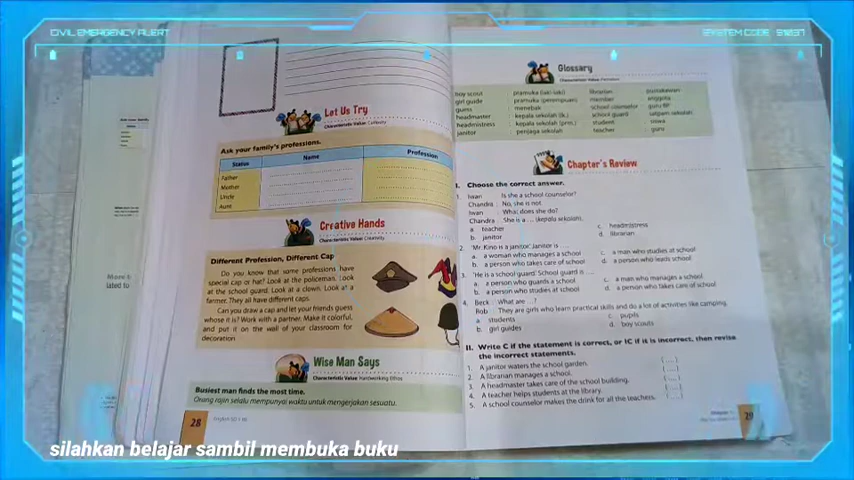 CIVIL EMERGENCY ALERT
SYSTEM CODE
Let Us Try
Characteristic Value: Curiosity
Ask your family's professions.
Status Name Profession
Father
Mother
Uncle
Aunt
Creative Hands
Characteristic Value: Creativity
Different Profession, Different Cap
Do you know that some professions have
special cap or hat? Look at the policeman. Look
at the school guard. Look at a clown. Look at a
farmer. They all have different caps.
Can you draw a cap and let your friends guess
whose it is? Work with a partner. Make it colorful,
and put it on the wall of your classroom for
decoration.
Wise Man Says
Characteristic Value: Hardworking Ethos
Busiest man finds the most time.
Orang rajin selalu mempunyai waktu untuk mengerjakan sesuatu.
28
Glossary
boy scout : pramuka (laki-laki)
girl guide : pramuka (perempuan)
guess : menebak
headmaster : kepala sekolah (lk.)
headmistress : kepala sekolah (prm.)
janitor : penjaga sekolah
librarian : pustakawan
member : anggota
school counselor : guru BP
school guard : satpam sekolah
student : siswa
teacher : guru
Chapter's Review
I. Choose the correct answer.
1. Iwan : Is she a school counselor?
Chandra : No, she is not.
Iwan : What does she do?
Chandra : She is a ... (kepala sekolah).
a. teacher c. headmistress
b. janitor d. librarian
2. "Mr. Kino is a janitor." Janitor is ....
a. a woman who manages a school c. a man who studies at school
b. a person who takes care of school d. a person who leads school
3. "He is a school guard." School guard is ....
a. a person who guards a school c. a man who manages a school
b. a person who studies at school d. a person who takes care of school
4. Beck : What are ...?
Rob : They are girls who learn practical skills and do a lot of activities like camping.
a. students c. pupils
b. girl guides d. boy scouts
II. Write C if the statement is correct, or IC if it is incorrect, then revise
the incorrect statements.
1. A janitor waters the school garden. (....)
2. A librarian manages a school. (....)
3. A headmaster takes care of the school building. (....)
4. A teacher helps students at the library. (....)
5. A school counselor makes the drink for all the teachers. (....)
29
silahkan belajar sambil membuka buku